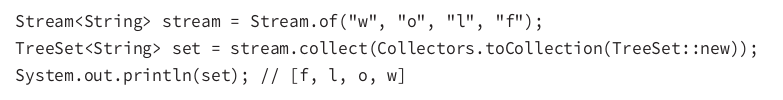 Stream<String> stream = Stream.of("w", "o", "l", "f");
TreeSet<String> set = stream.collect(Collectors.toCollection(TreeSet::new));
System.out.println(set); // [f, l, o, w]